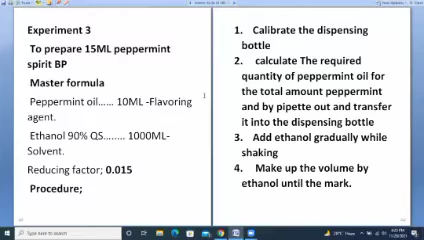 Experiment 3
To prepare 15ML peppermint
spirit BP
Master formula
Peppermint oil...... 10ML -Flavoring
agent.
Ethanol 90% QS........ 1000ML-
Solvent.
Reducing factor; 0.015
Procedure;
1. Calibrate the dispensing
bottle
2. calculate The required
quantity of peppermint oil for
the total amount peppermint
and by pipette out and transfer
it into the dispensing bottle.
3. Add ethanol gradually while
shaking
4. Make up the volume by
ethanol until the mark.
Type here to search